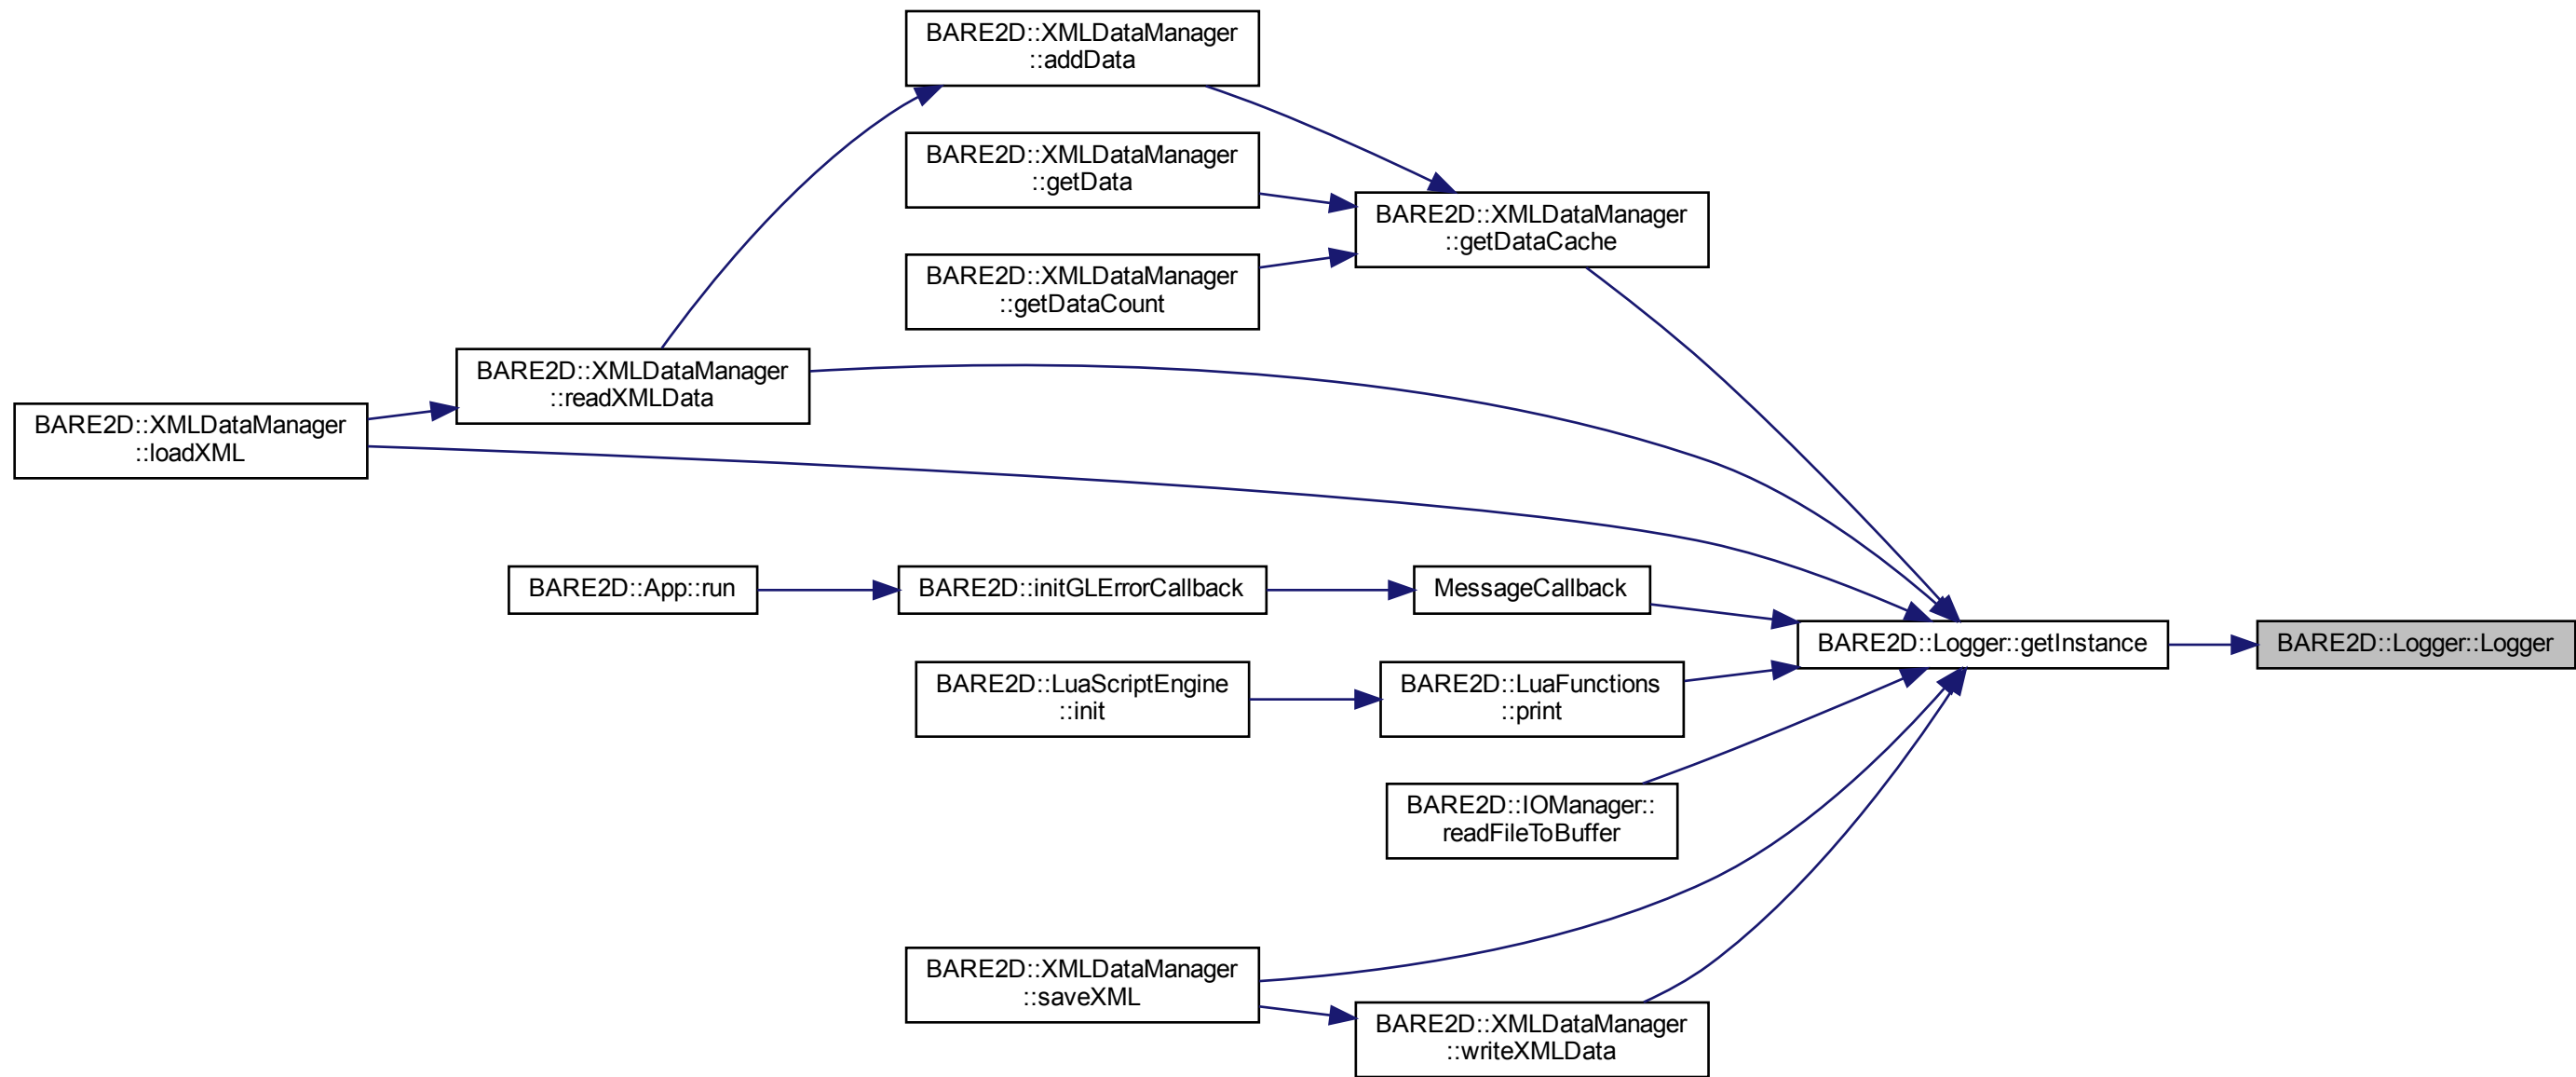 BARE2D::XMLDataManager
::addData
BARE2D::XMLDataManager
::getData
BARE2D::XMLDataManager
::getDataCache
BARE2D::XMLDataManager
::getDataCount
BARE2D::XMLDataManager
::readXMLData
BARE2D::XMLDataManager
::loadXML
BARE2D::App::run
BARE2D::initGLErrorCallback
MessageCallback
BARE2D::Logger::getInstance
BARE2D::Logger::Logger
BARE2D::LuaScriptEngine
::init
BARE2D::LuaFunctions
::print
BARE2D::IOManager::
readFileToBuffer
BARE2D::XMLDataManager
::saveXML
BARE2D::XMLDataManager
::writeXMLData